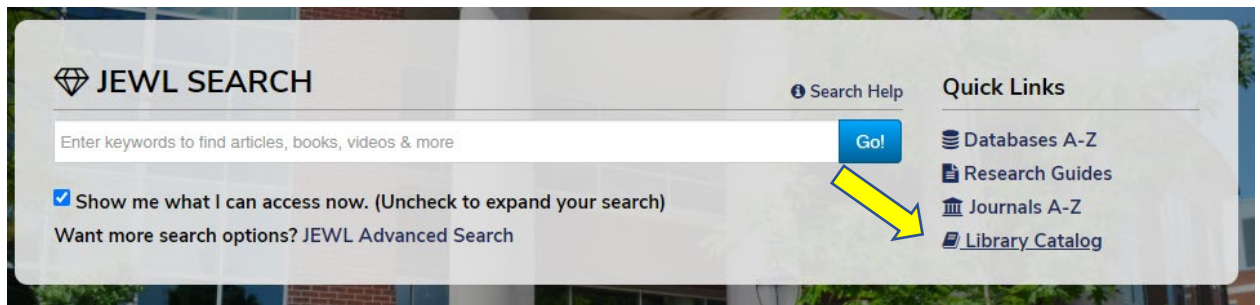 JEWL SEARCH
Search Help
Enter keywords to find articles, books, videos & more
Go!
Show me what I can access now. (Uncheck to expand your search)
Want more search options? JEWL Advanced Search
Quick Links
Databases A-Z
Research Guides
Journals A-Z
Library Catalog